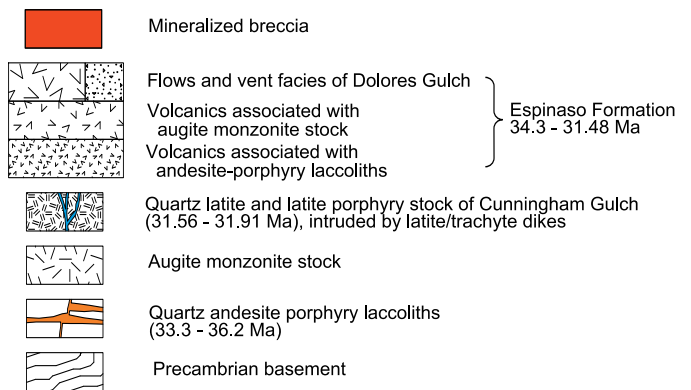 Mineralized breccia
Flows and vent facies of Dolores Gulch
Volcanics associated with
augite monzonite stock
Volcanics associated with
andesite-porphyry laccoliths
Espinaso Formation
34.3 - 31.48 Ma
Quartz latite and latite porphyry stock of Cunningham Gulch
(31.56 - 31.91 Ma), intruded by latite/trachyte dikes
Augite monzonite stock
Quartz andesite porphyry laccoliths
(33.3 - 36.2 Ma)
Precambrian basement